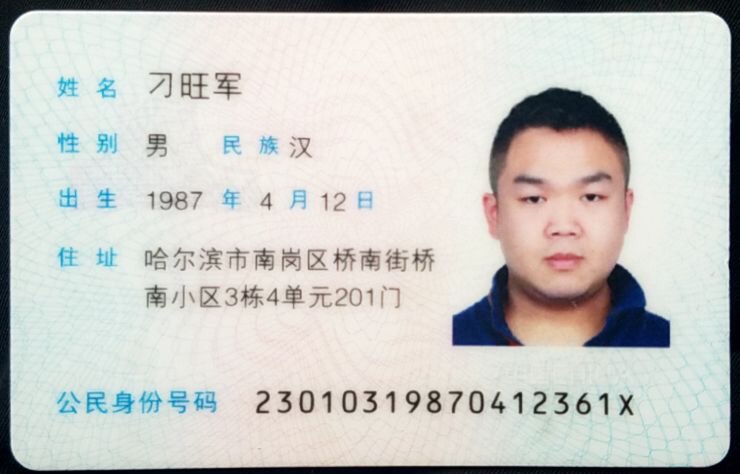 姓名 刁旺军
性别 男 民族 汉
出生 1987 年 4 月 12 日
住址 哈尔滨市南岗区桥南街桥
南小区3栋4单元201门
公民身份号码 23010319870412361X